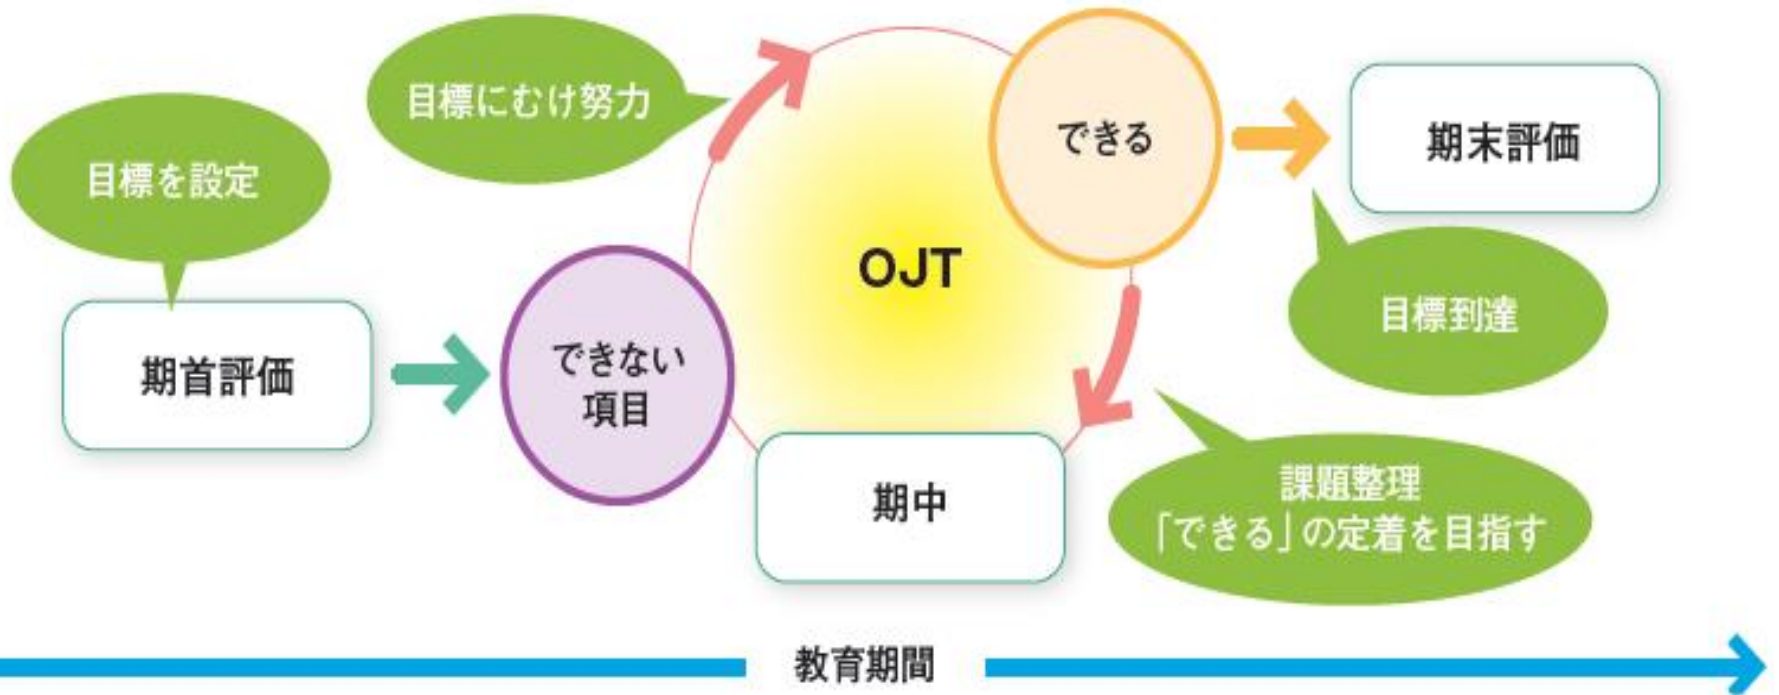 目標を設定
期首評価
できない
項目
目標にむけ努力
OJT
できる
期中
課題整理
「できる」の定着を目指す
期末評価
目標到達
教育期間